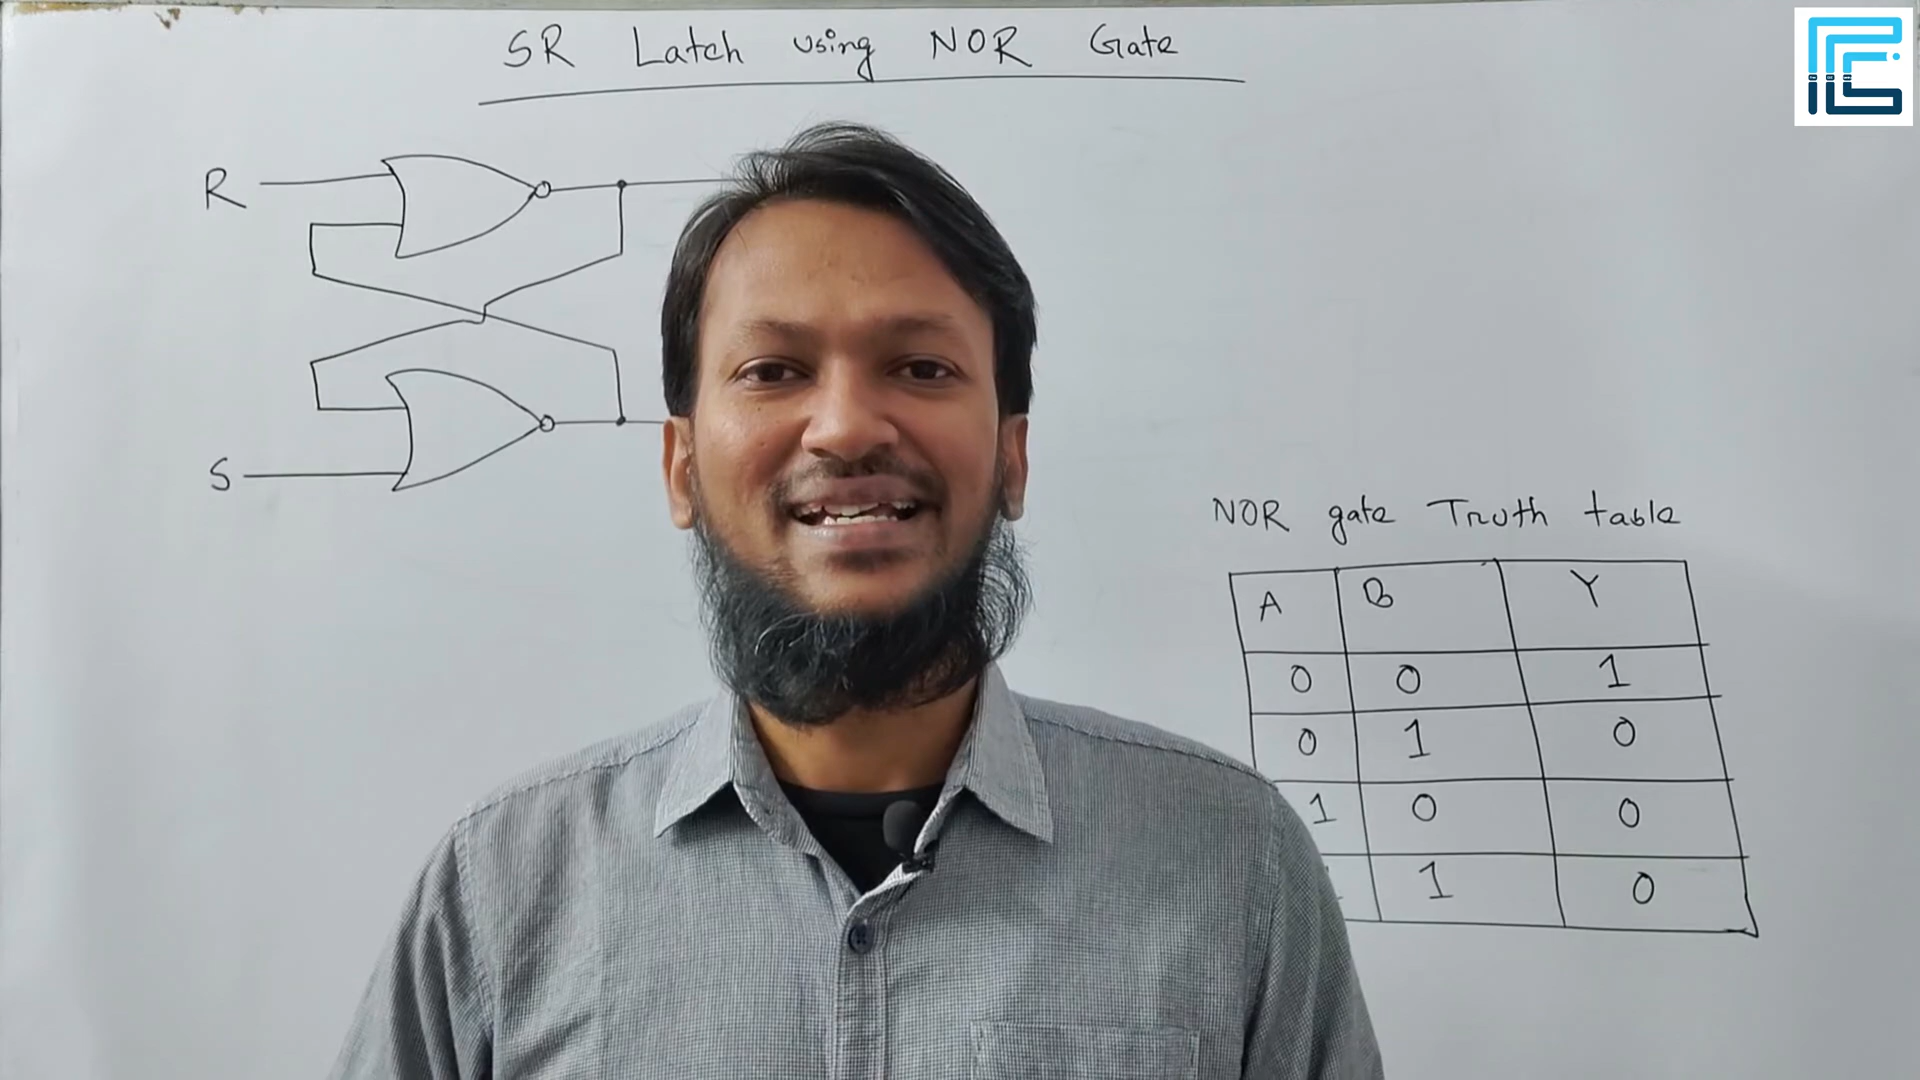 SR Latch using NOR Gate
R
S
NOR gate Truth table
A B Y
0 0 1
0 1 0
1 0 0
1 0